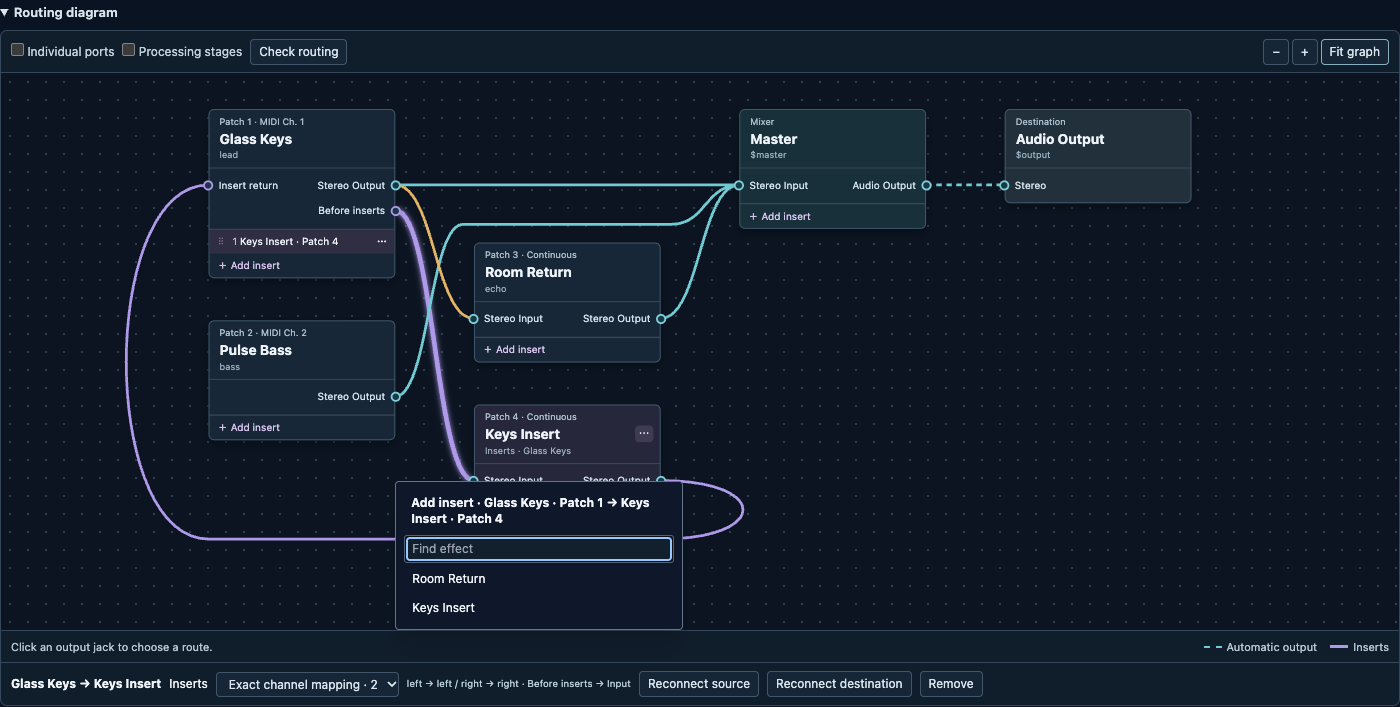 Routing diagram
Individual ports
Processing stages
Check routing
−
+
Fit graph
Patch 1 · MIDI Ch. 1
Glass Keys
lead
Insert return
Stereo Output
Before inserts
1 Keys Insert · Patch 4
···
+ Add insert
Patch 2 · MIDI Ch. 2
Pulse Bass
bass
Stereo Output
+ Add insert
Patch 3 · Continuous
Room Return
echo
Stereo Input
Stereo Output
+ Add insert
Patch 4 · Continuous
Keys Insert
···
Inserts · Glass Keys
Stereo Input
Stereo Output
Mixer
Master
$master
Stereo Input
Audio Output
+ Add insert
Destination
Audio Output
$output
Stereo
Add insert · Glass Keys · Patch 1 → Keys
Insert · Patch 4
Find effect
Room Return
Keys Insert
Click an output jack to choose a route.
Automatic output
Inserts
Glass Keys → Keys Insert
Inserts
Exact channel mapping · 2
left → left / right → right · Before inserts → Input
Reconnect source
Reconnect destination
Remove